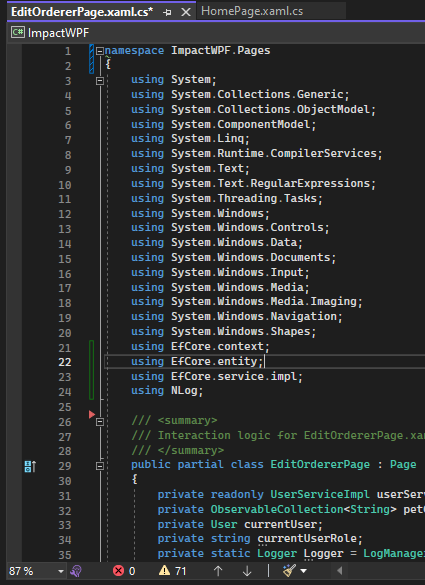 EditOrdererPage.xaml.cs*
HomePage.xaml.cs
C# ImpactWPF
1 namespace ImpactWPF.Pages
2 {
3 using System;
4 using System.Collections.Generic;
5 using System.Collections.ObjectModel;
6 using System.ComponentModel;
7 using System.Linq;
8 using System.Runtime.CompilerServices;
9 using System.Text;
10 using System.Text.RegularExpressions;
11 using System.Threading.Tasks;
12 using System.Windows;
13 using System.Windows.Controls;
14 using System.Windows.Data;
15 using System.Windows.Documents;
16 using System.Windows.Input;
17 using System.Windows.Media;
18 using System.Windows.Media.Imaging;
19 using System.Windows.Navigation;
20 using System.Windows.Shapes;
21 using EfCore.context;
22 using EfCore.entity;
23 using EfCore.service.impl;
24 using NLog;
25
26 /// <summary>
27 /// Interaction logic for EditOrdererPage.xam
28 /// </summary>
29 public partial class EditOrdererPage : Page
30 {
31 private readonly UserServiceImpl userServ
32 private ObservableCollection<String> petC
33 private User currentUser;
34 private string currentUserRole;
35 private static Logger Logger = LogManager
87 % 0 71